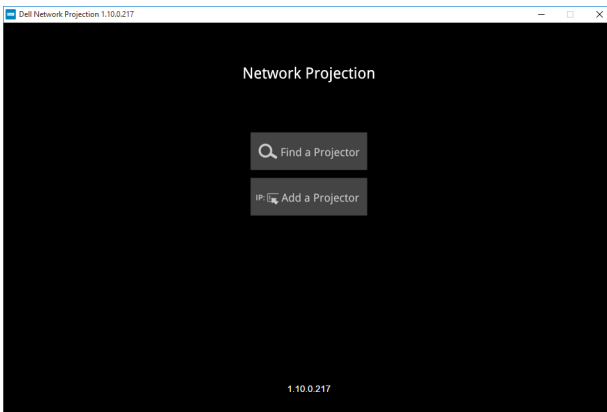 Dell Network Projection 1.10.0.217
Network Projection
Find a Projector
IP: Add a Projector
1.10.0.217